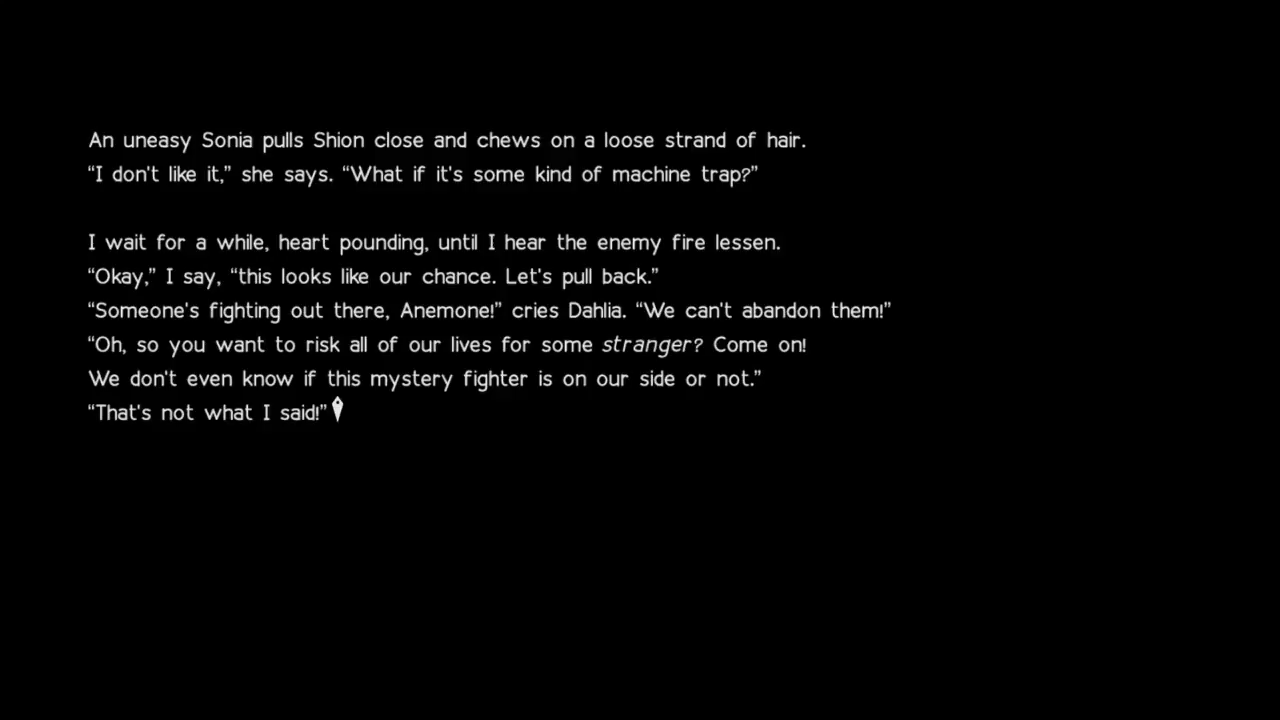 An uneasy Sonia pulls Shion close and chews on a loose strand of hair.
“I don't like it,” she says. “What if it's some kind of machine trap?”
I wait for a while, heart pounding, until I hear the enemy fire lessen.
“Okay,” I say, “this looks like our chance. Let's pull back.”
“Someone's fighting out there, Anemone!” cries Dahlia. “We can't abandon them!”
“Oh, so you want to risk all of our lives for some stranger? Come on!
We don't even know if this mystery fighter is on our side or not.”
“That's not what I said!”